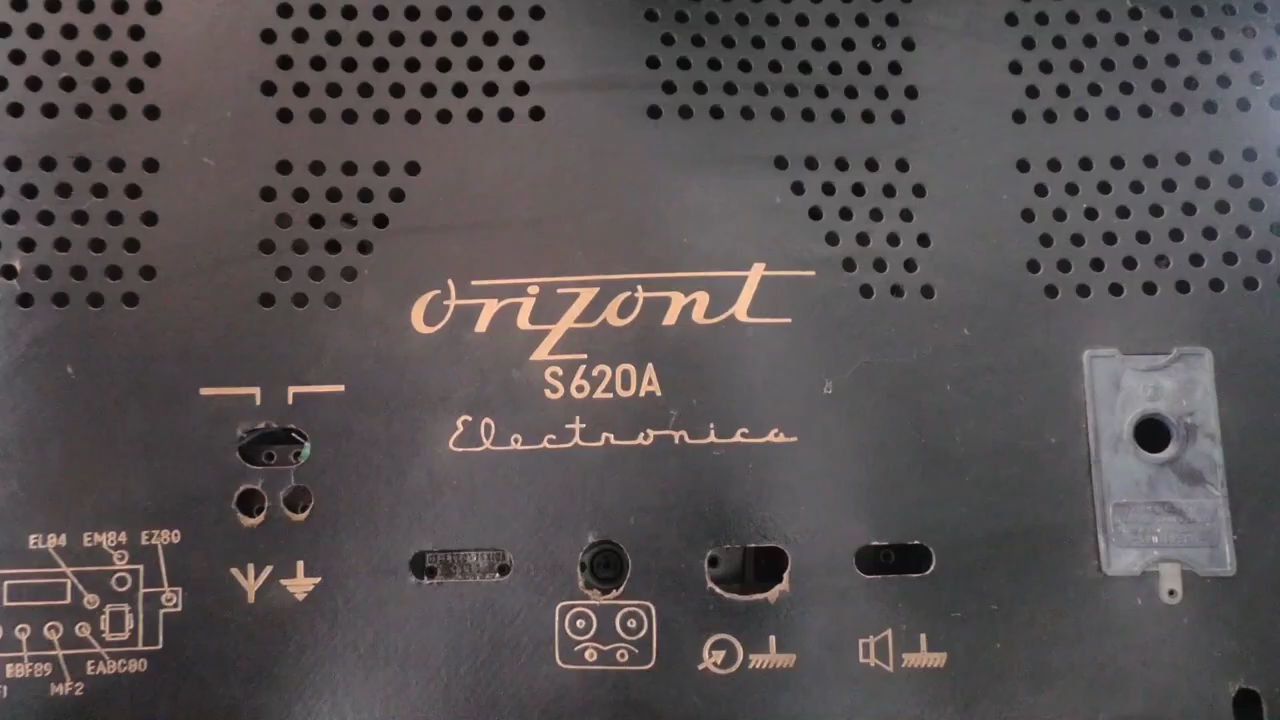 Orizont
S620A
Electronica
EL84 EM84 EZ80
EBF89 EABC80
MF2